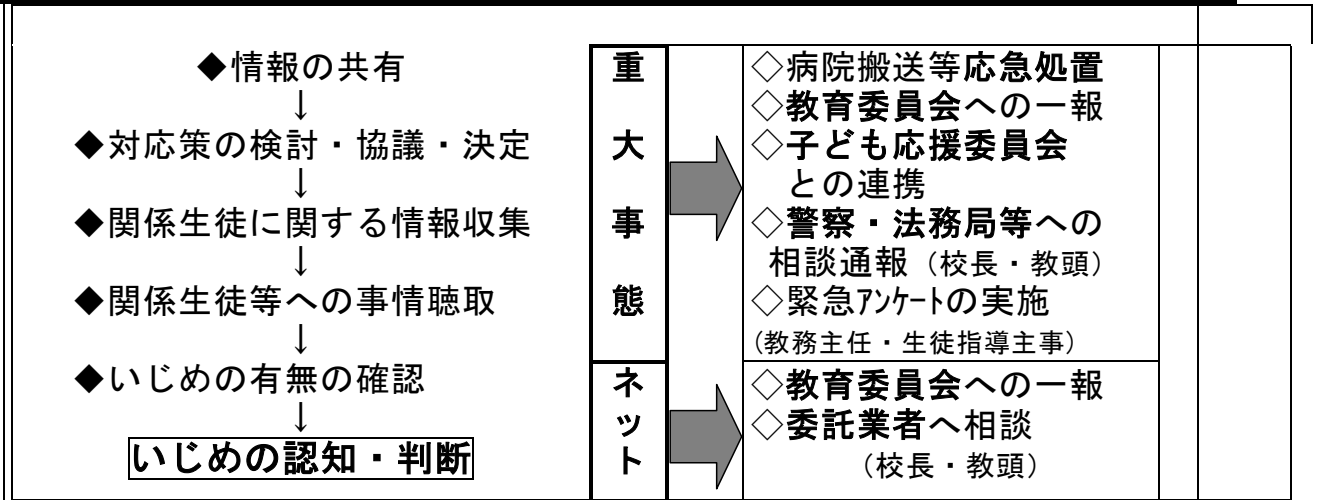 ◆情報の共有
↓
◆対応策の検討・協議・決定
↓
◆関係生徒に関する情報収集
↓
◆関係生徒等への事情聴取
↓
◆いじめの有無の確認
↓
いじめの認知・判断
重大事態
◇病院搬送等応急処置
◇教育委員会への一報
◇子ども応援委員会
との連携
◇警察・法務局等への
相談通報（校長・教頭）
◇緊急ｱﾝｹｰﾄの実施
(教務主任・生徒指導主事)
ネット
◇教育委員会への一報
◇委託業者へ相談
（校長・教頭）